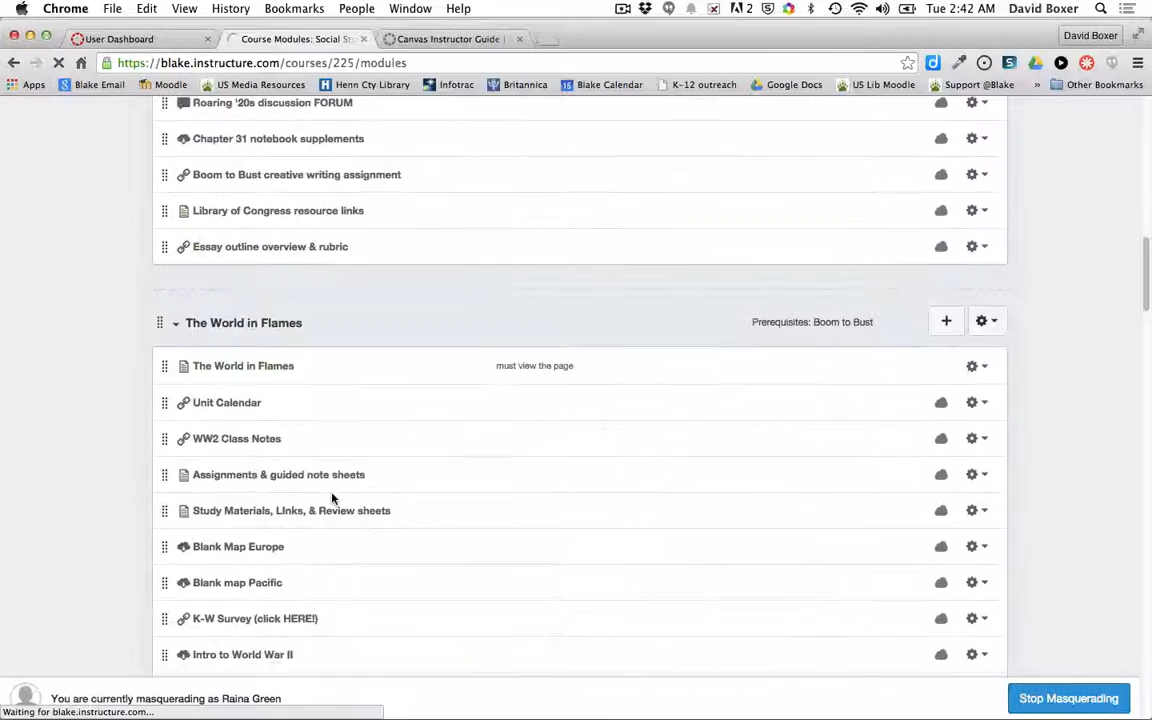 Chrome File Edit View History Bookmarks People Window Help 2 Tue 2:42 AM David Boxer
User Dashboard Course Modules: Social St Canvas Instructor Guide David Boxer
https://blake.instructure.com/courses/225/modules
Apps Blake Email Moodle US Media Resources Henn Cty Library Infotrac Britannica Blake Calendar K-12 outreach Google Docs US Lib Moodle Support @Blake » Other Bookmarks
Roaring '20s discussion FORUM
Chapter 31 notebook supplements
Boom to Bust creative writing assignment
Library of Congress resource links
Essay outline overview & rubric
The World in Flames Prerequisites: Boom to Bust
The World in Flames must view the page
Unit Calendar
WW2 Class Notes
Assignments & guided note sheets
Study Materials, LInks, & Review sheets
Blank Map Europe
Blank map Pacific
K-W Survey (click HERE!)
Intro to World War II
You are currently masquerading as Raina Green Stop Masquerading
Waiting for blake.instructure.com...